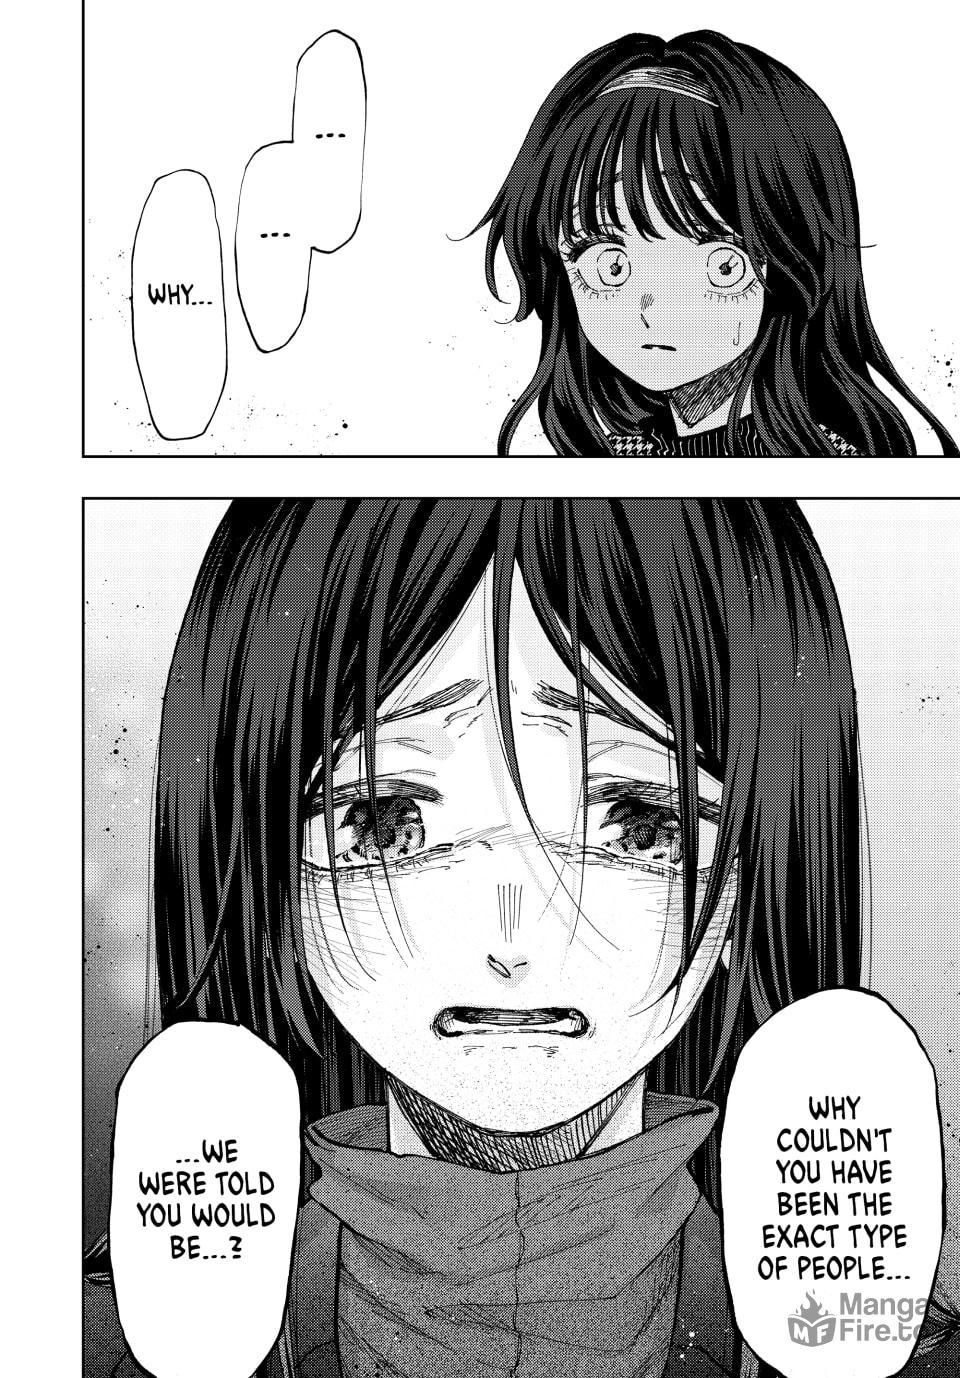 ...
...
WHY...
WHY
COULDN'T
YOU HAVE
BEEN THE
EXACT TYPE
OF PEOPLE...
...WE
WERE TOLD
YOU WOULD
BE...?
MF
Manga
Fire.to